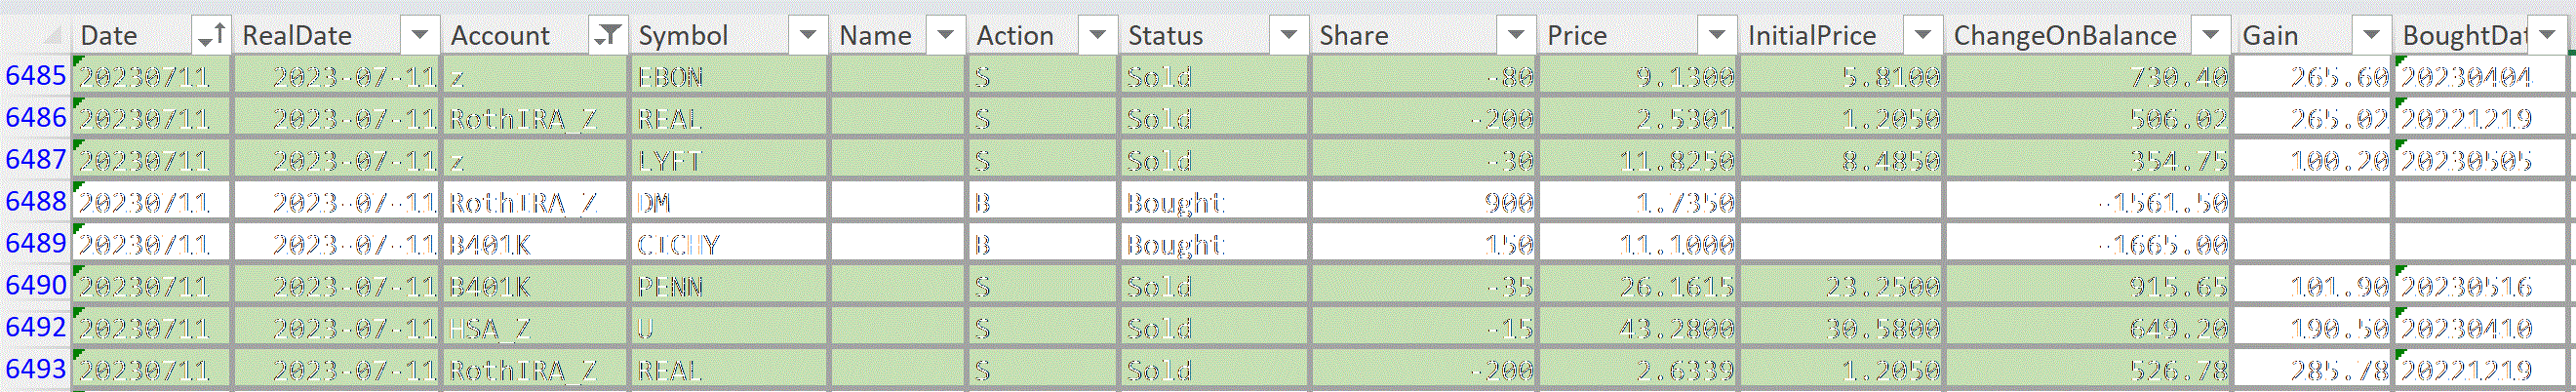 Date RealDate Account Symbol Name Action Status Share Price InitialPrice ChangeOnBalance Gain BoughtDat
6485 20230711 2023-07-11 z EBON S Sold -80 9.1300 5.8100 730.40 265.60 20230404
6486 20230711 2023-07-11 RothIRA_Z REAL S Sold -200 2.5301 1.2050 506.02 265.02 20221219
6487 20230711 2023-07-11 z LYFT S Sold -30 11.8250 8.4850 354.75 100.20 20230505
6488 20230711 2023-07-11 RothIRA_Z DM B Bought 900 1.7350 -1561.50
6489 20230711 2023-07-11 B401K CICHY B Bought 150 11.1000 -1665.00
6490 20230711 2023-07-11 B401K PENN S Sold -35 26.1615 23.2500 915.65 101.90 20230516
6492 20230711 2023-07-11 HSA_Z U S Sold -15 43.2800 30.5800 649.20 190.50 20230410
6493 20230711 2023-07-11 RothIRA_Z REAL S Sold -200 2.6339 1.2050 526.78 285.78 20221219